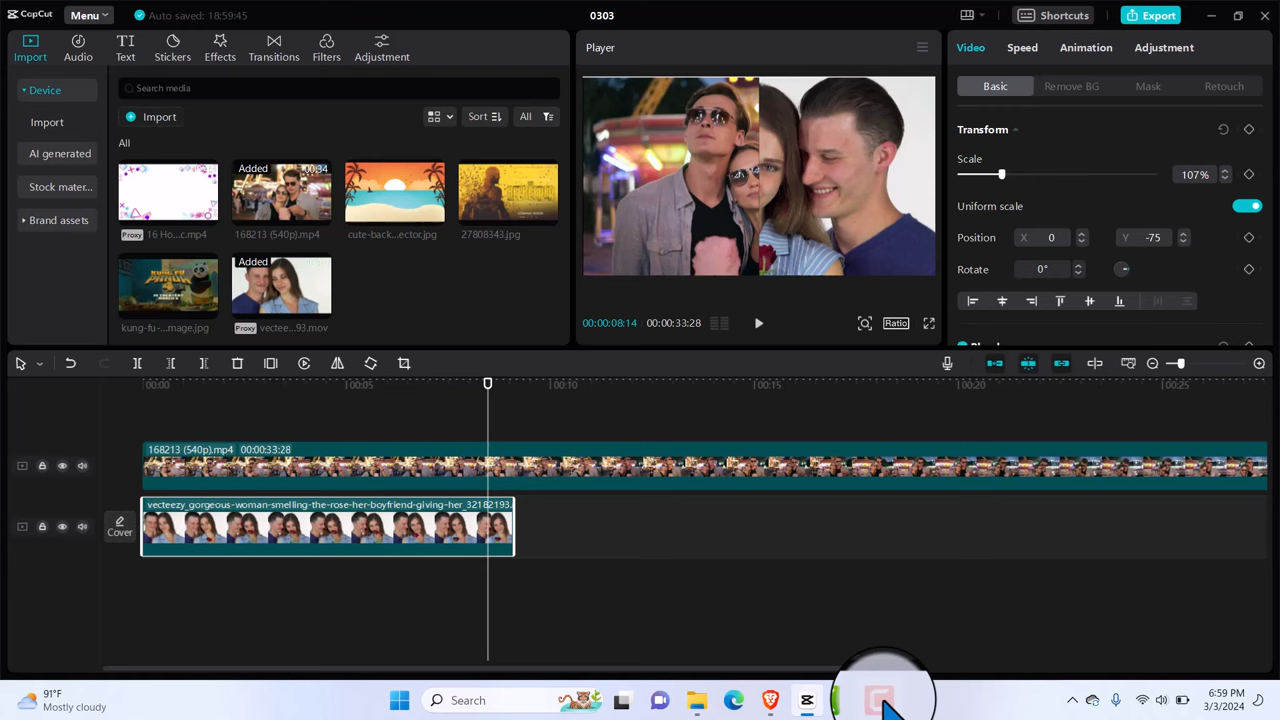 CapCut
Menu
Auto saved: 18:59:45
0303
Shortcuts
Export
Import
Audio
Text
Stickers
Effects
Transitions
Filters
Adjustment
Device
Import
AI generated
Stock mater...
Brand assets
Search media
Import
Sort
All
All
Added
00:34
Proxy
16 Ho...c.mp4
168213 (540p).mp4
cute-back...ector.jpg
27808343.jpg
Added
kung-fu-...mage.jpg
Proxy
vectee...93.mov
Player
00:00:08:14
00:00:33:28
Ratio
Video
Speed
Animation
Adjustment
Basic
Remove BG
Mask
Retouch
Transform
Scale
107%
Uniform scale
Position
X
0
Y
-75
Rotate
0°
00:00
00:05
00:10
00:15
00:20
00:25
168213 (540p).mp4
00:00:33:28
Cover
vecteezy_gorgeous-woman-smelling-the-rose-her-boyfriend-giving-her_32182193.
91°F
Mostly cloudy
Search
6:59 PM
3/3/2024